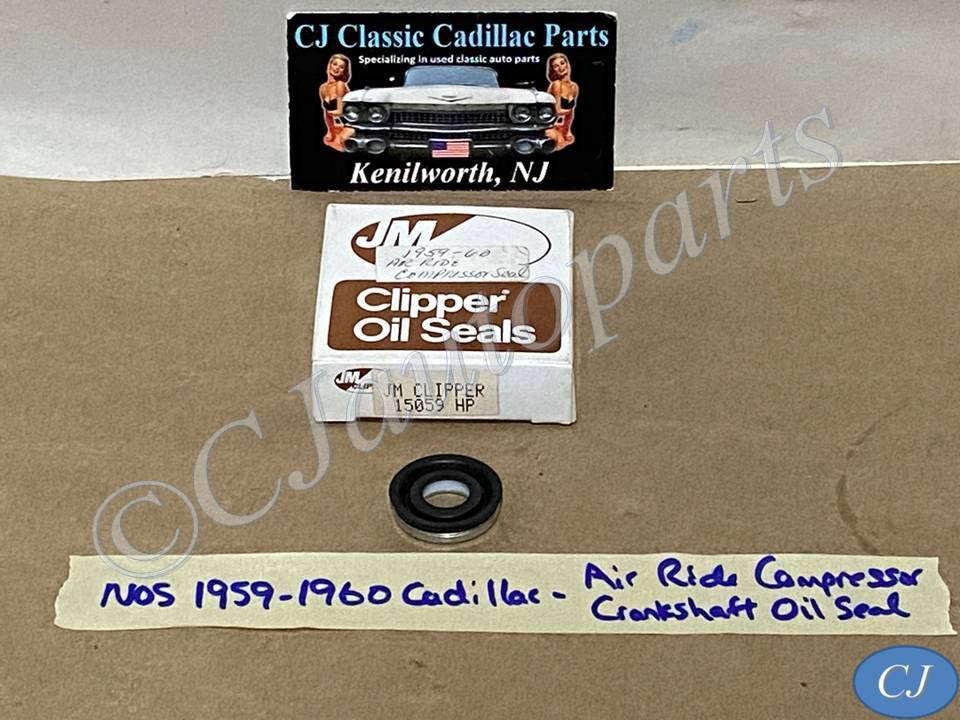 CJ Classic Cadillac Parts
Specializing in used classic auto parts
Kenilworth, NJ
JM
1959-60
AIR RIDE
COMPRESSOR Seal
Clipper®
Oil Seals
JM CLIP
JM CLIPPER
15059 HP
©CJautoparts
NOS 1959-1960 Cadillac - Air Ride Compressor
Crankshaft Oil Seal
CJ